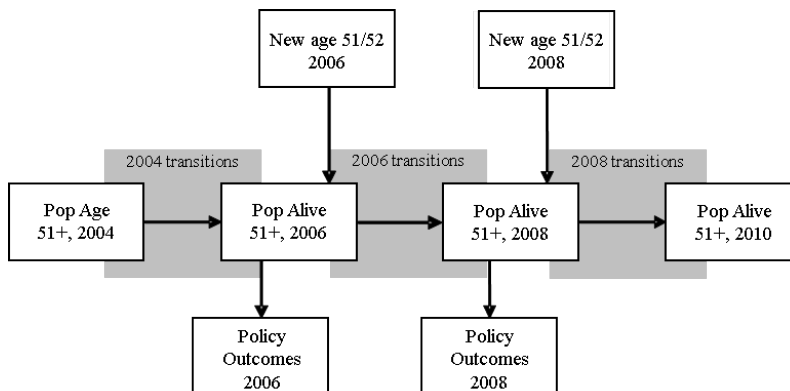 New age 51/52
2006
New age 51/52
2008
2004 transitions
2006 transitions
2008 transitions
Pop Age
51+, 2004
Pop Alive
51+, 2006
Pop Alive
51+, 2008
Pop Alive
51+, 2010
Policy
Outcomes
2006
Policy
Outcomes
2008